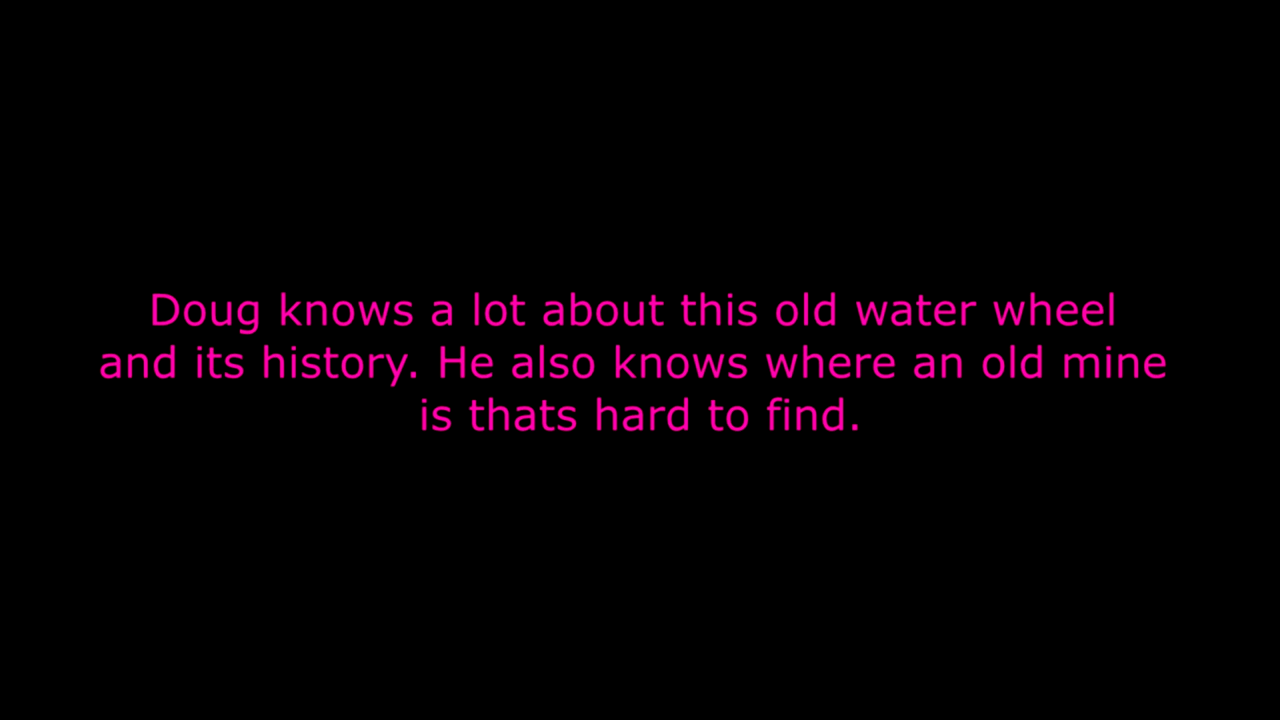 Doug knows a lot about this old water wheel
and its history. He also knows where an old mine
is thats hard to find.